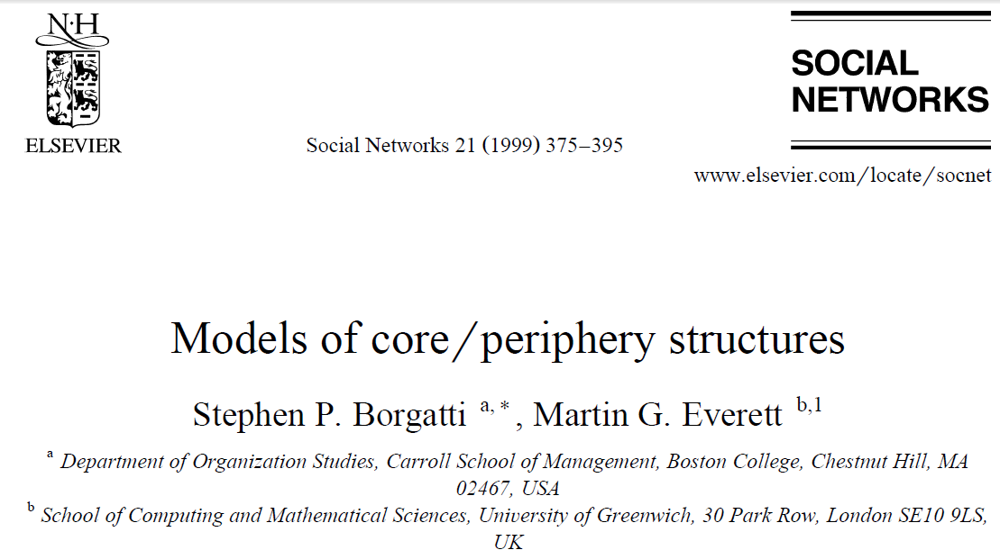 N·H
ELSEVIER
SOCIAL
NETWORKS
Social Networks 21 (1999) 375–395
www.elsevier.com/locate/socnet
Models of core/periphery structures
Stephen P. Borgatti a,*, Martin G. Everett b,1
a Department of Organization Studies, Carroll School of Management, Boston College, Chestnut Hill, MA
02467, USA
b School of Computing and Mathematical Sciences, University of Greenwich, 30 Park Row, London SE10 9LS,
UK